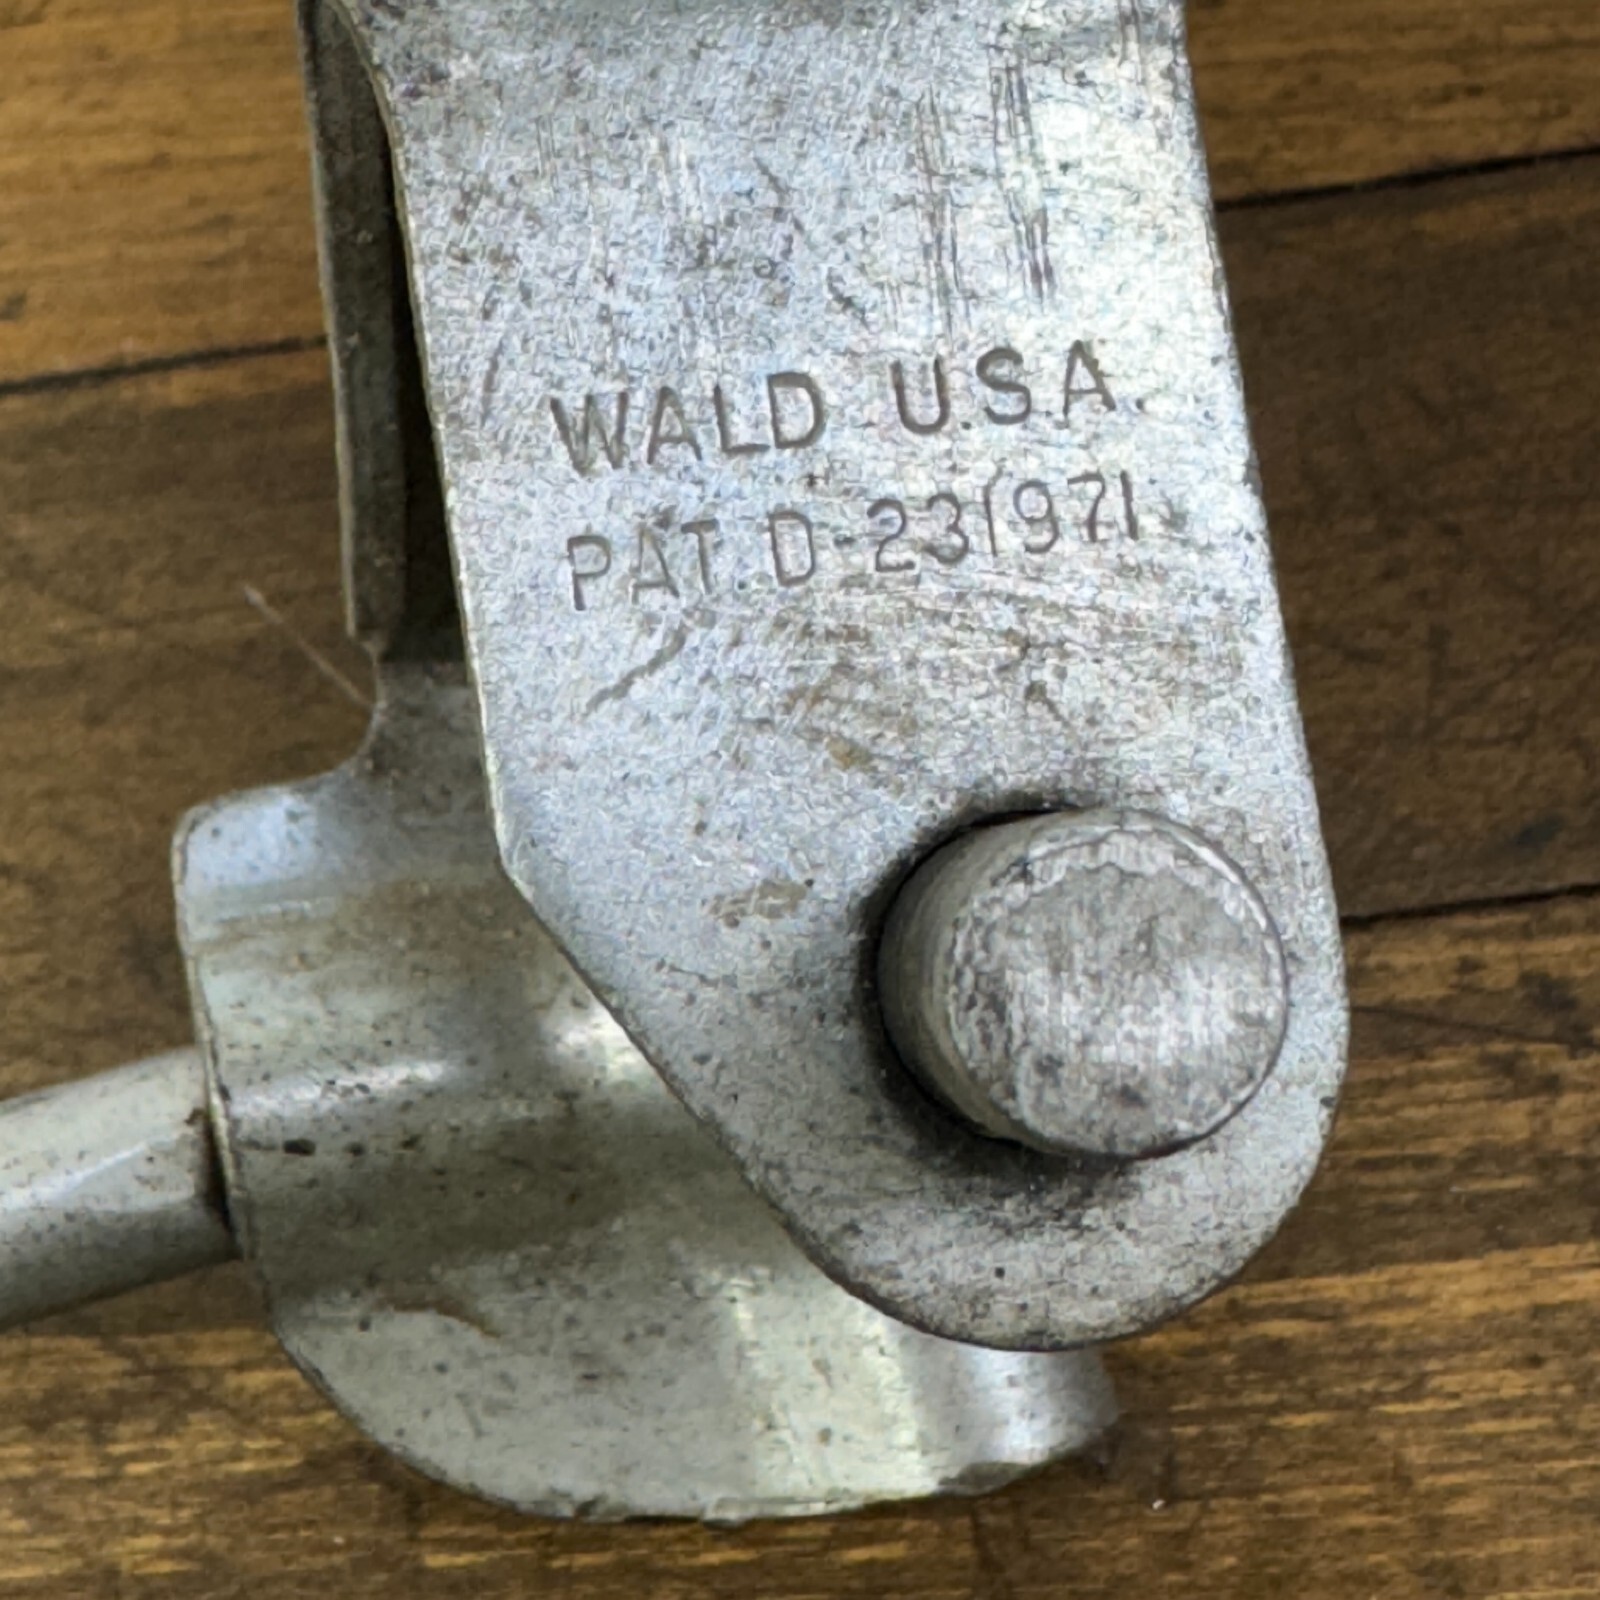 WALD U.S.A.
PAT. D-231971